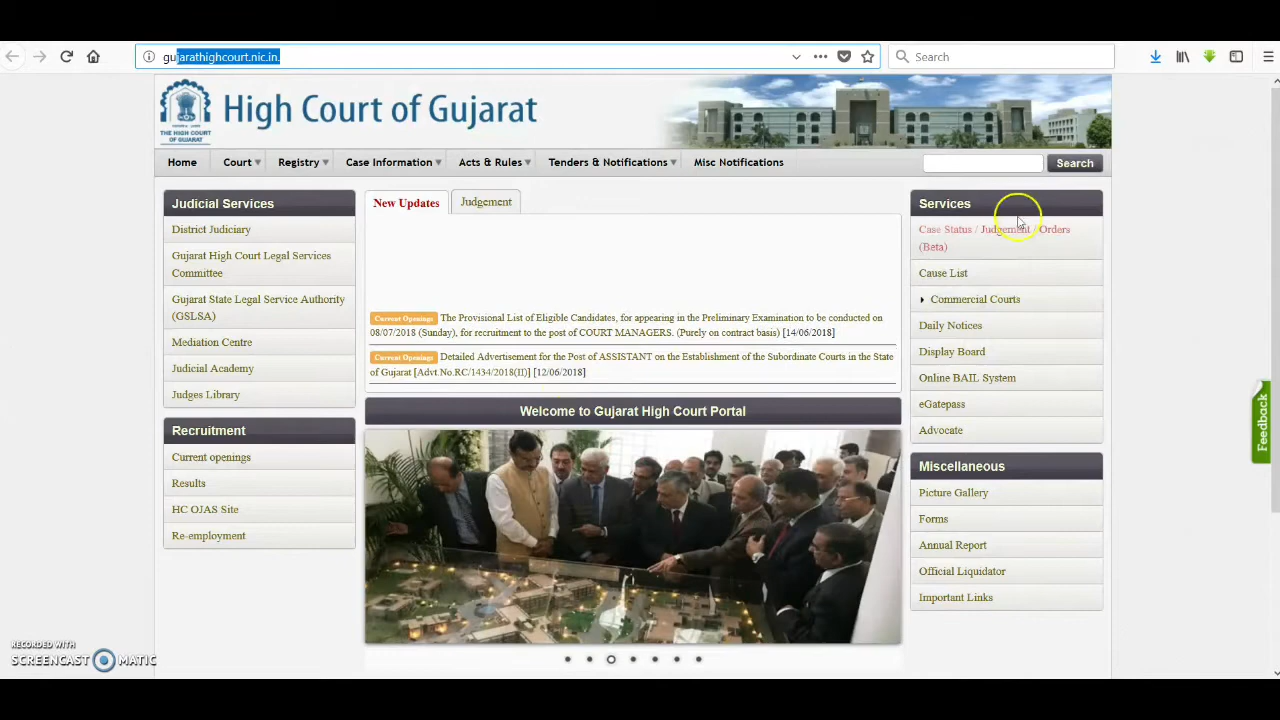 gujarathighcourt.nic.in.
Search
THE HIGH COURT
OF GUJARAT
High Court of Gujarat
Home Court Registry Case Information Acts & Rules Tenders & Notifications Misc Notifications
Search
Judicial Services
District Judiciary
Gujarat High Court Legal Services
Committee
Gujarat State Legal Service Authority
(GSLSA)
Mediation Centre
Judicial Academy
Judges Library
Recruitment
Current openings
Results
HC OJAS Site
Re-employment
New Updates Judgement
Current Openings The Provisional List of Eligible Candidates, for appearing in the Preliminary Examination to be conducted on
08/07/2018 (Sunday), for recruitment to the post of COURT MANAGERS. (Purely on contract basis) [14/06/2018]
Current Openings Detailed Advertisement for the Post of ASSISTANT on the Establishment of the Subordinate Courts in the State
of Gujarat [Advt.No.RC/1434/2018(II)] [12/06/2018]
Welcome to Gujarat High Court Portal
Services
Case Status / Judgement / Orders
(Beta)
Cause List
Commercial Courts
Daily Notices
Display Board
Online BAIL System
eGatepass
Advocate
Miscellaneous
Picture Gallery
Forms
Annual Report
Official Liquidator
Important Links
Feedback
RECORDED WITH
SCREENCAST MATIC